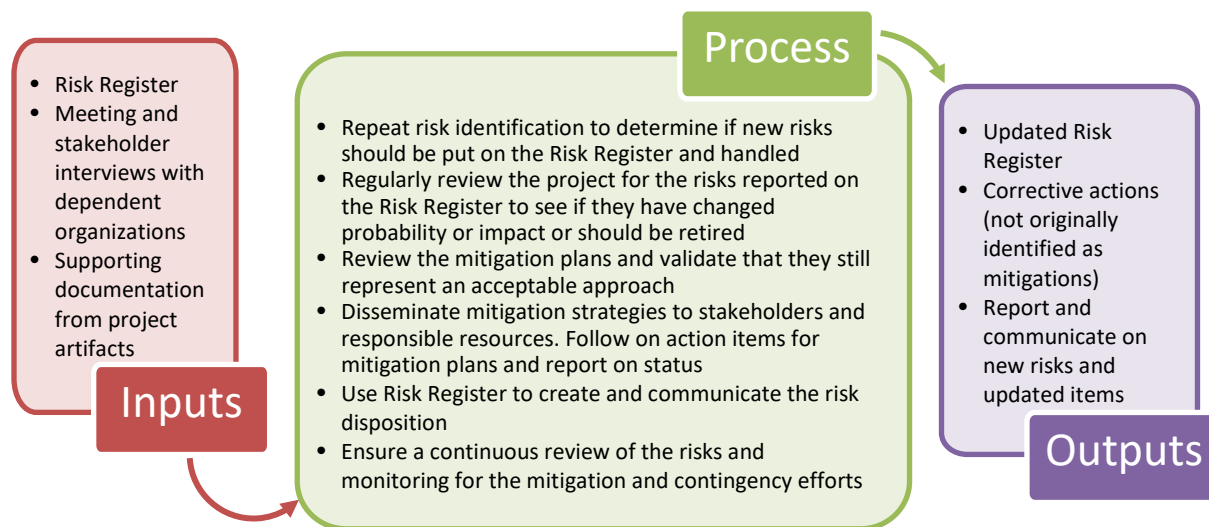 • Risk Register
• Meeting and
stakeholder
interviews with
dependent
organizations
• Supporting
documentation
from project
artifacts
Inputs
Process
• Repeat risk identification to determine if new risks
should be put on the Risk Register and handled
• Regularly review the project for the risks reported on
the Risk Register to see if they have changed
probability or impact or should be retired
• Review the mitigation plans and validate that they still
represent an acceptable approach
• Disseminate mitigation strategies to stakeholders and
responsible resources. Follow on action items for
mitigation plans and report on status
• Use Risk Register to create and communicate the risk
disposition
• Ensure a continuous review of the risks and
monitoring for the mitigation and contingency efforts
• Updated Risk
Register
• Corrective actions
(not originally
identified as
mitigations)
• Report and
communicate on
new risks and
updated items
Outputs